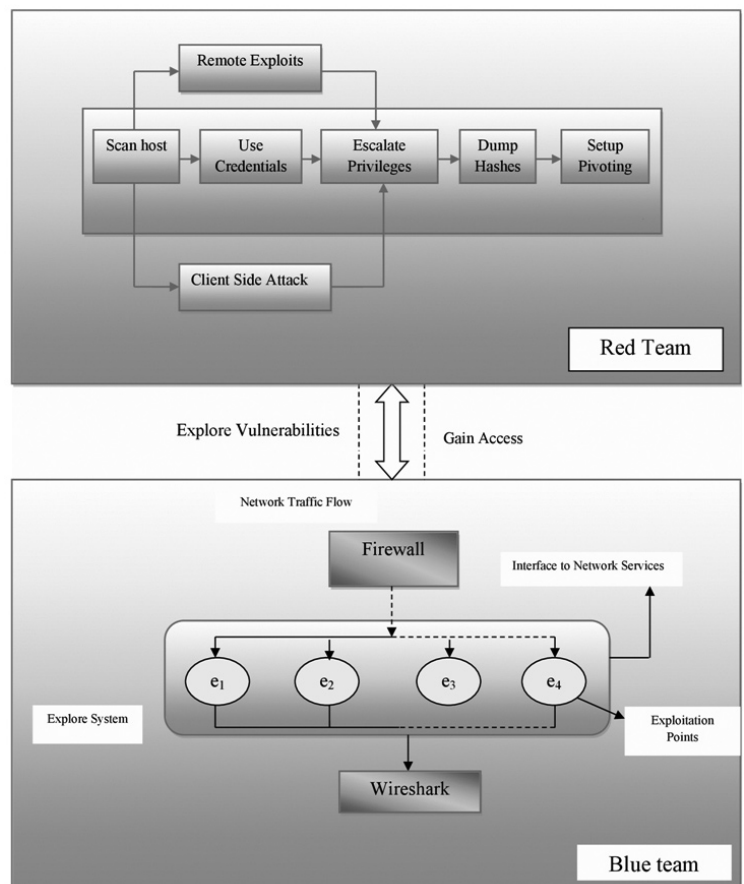 Remote Exploits
Scan host
Use
Credentials
Escalate
Privileges
Dump
Hashes
Setup
Pivoting
Client Side Attack
Red Team
Explore Vulnerabilities
Gain Access
Network Traffic Flow
Firewall
Interface to Network Services
e₁
e₂
e₃
e₄
Explore System
Exploitation
Points
Wireshark
Blue team